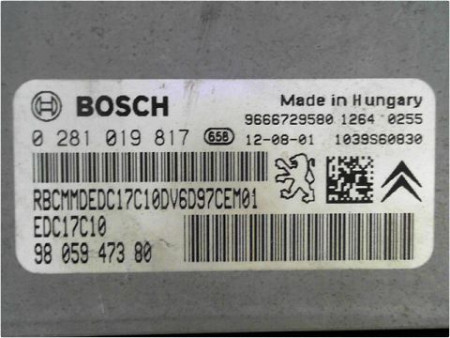 BOSCH
Made in Hungary
9666729580 1264 0255
0 281 019 817 65B 12-08-01 1039S60830
RBCMMDEDC17C10DV6D97CEM01
EDC17C10
98 059 473 80